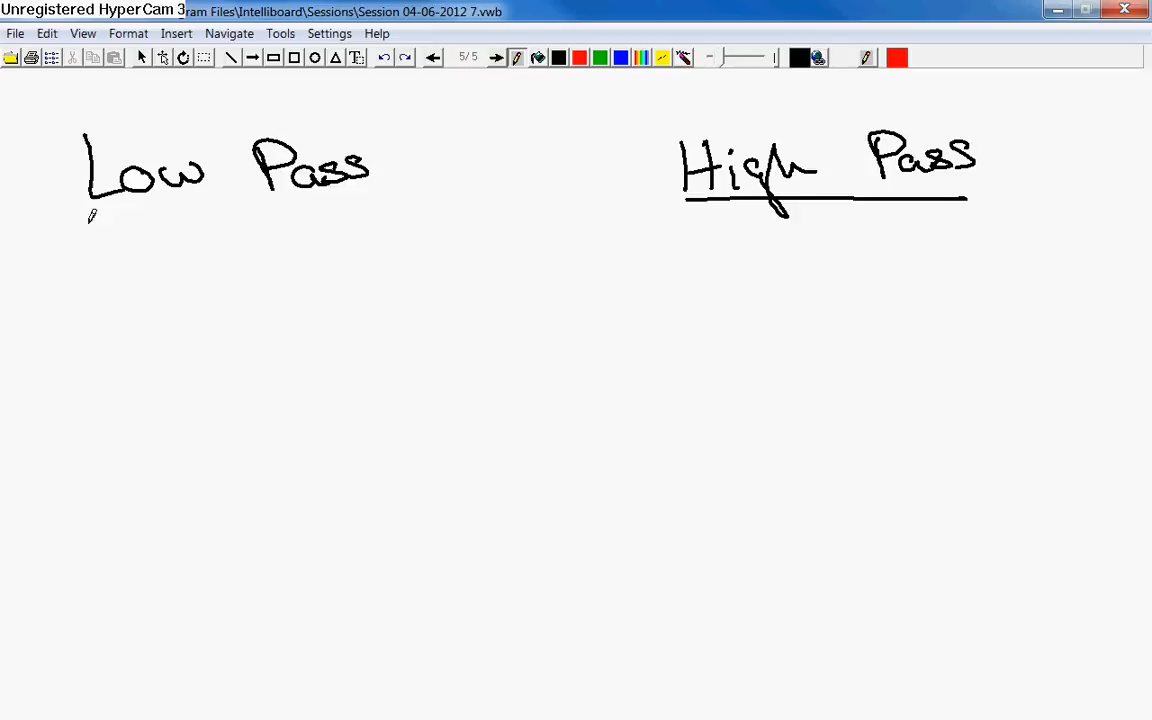 Unregistered HyperCam 3
ram Files\Intelliboard\Sessions\Session 04-06-2012 7.vwb
File Edit View Format Insert Navigate Tools Settings Help
5/5
Low Pass High Pass